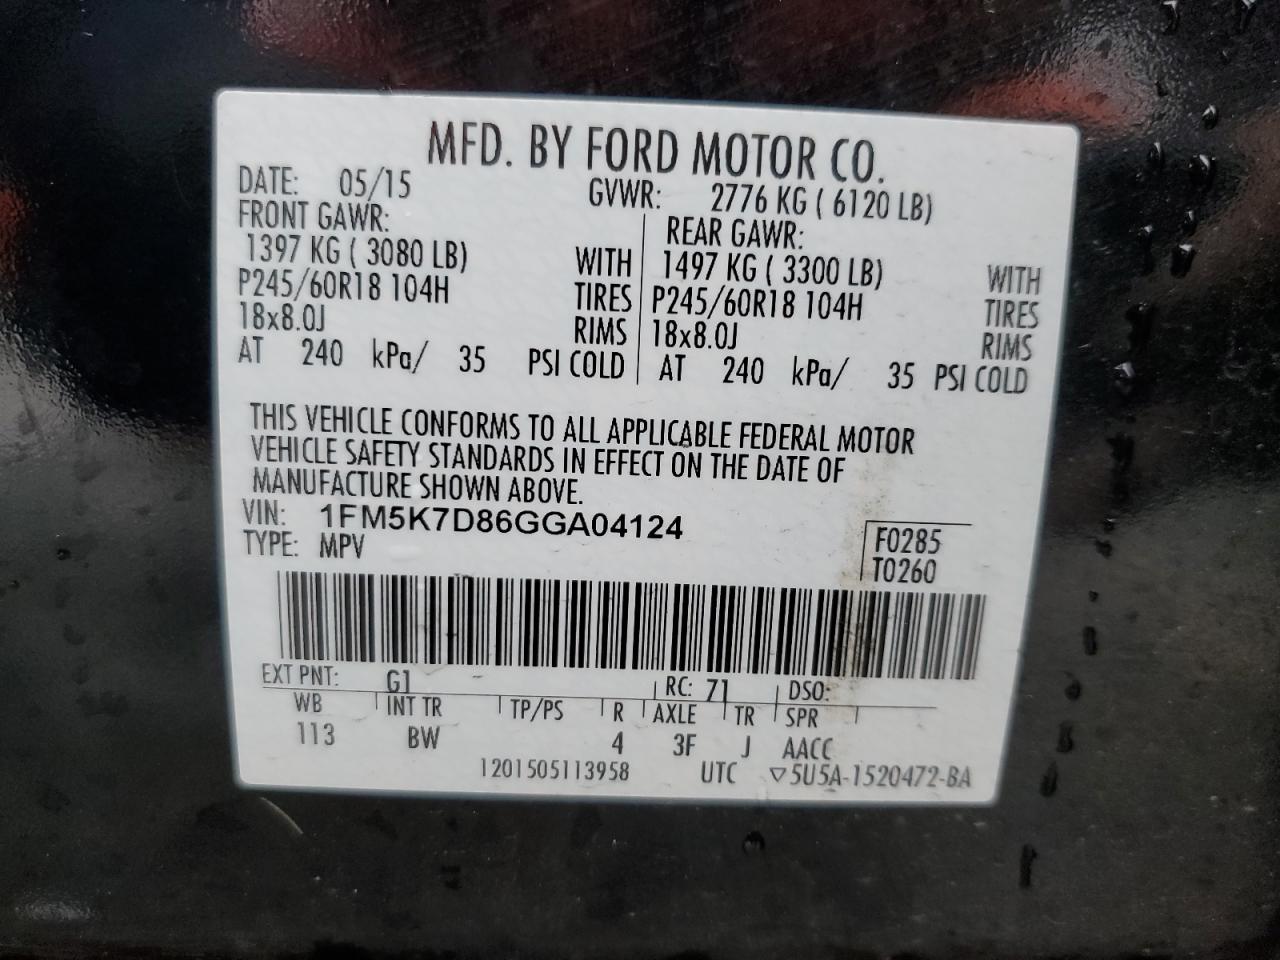 MFD. BY FORD MOTOR CO.
DATE: 05/15 GVWR: 2776 KG ( 6120 LB)
FRONT GAWR: REAR GAWR:
1397 KG ( 3080 LB) WITH 1497 KG ( 3300 LB) WITH
P245/60R18 104H TIRES P245/60R18 104H TIRES
18x8.0J RIMS 18x8.0J RIMS
AT 240 kPa/ 35 PSI COLD AT 240 kPa/ 35 PSI COLD
THIS VEHICLE CONFORMS TO ALL APPLICABLE FEDERAL MOTOR
VEHICLE SAFETY STANDARDS IN EFFECT ON THE DATE OF
MANUFACTURE SHOWN ABOVE.
VIN: 1FM5K7D86GGA04124 F0285
TYPE: MPV T0260
EXT PNT: G1 RC: 71 DSO:
WB INT TR TP/PS R AXLE TR SPR
113 BW 4 3F J AACC
1201505113958 UTC ▽5U5A-1520472-BA